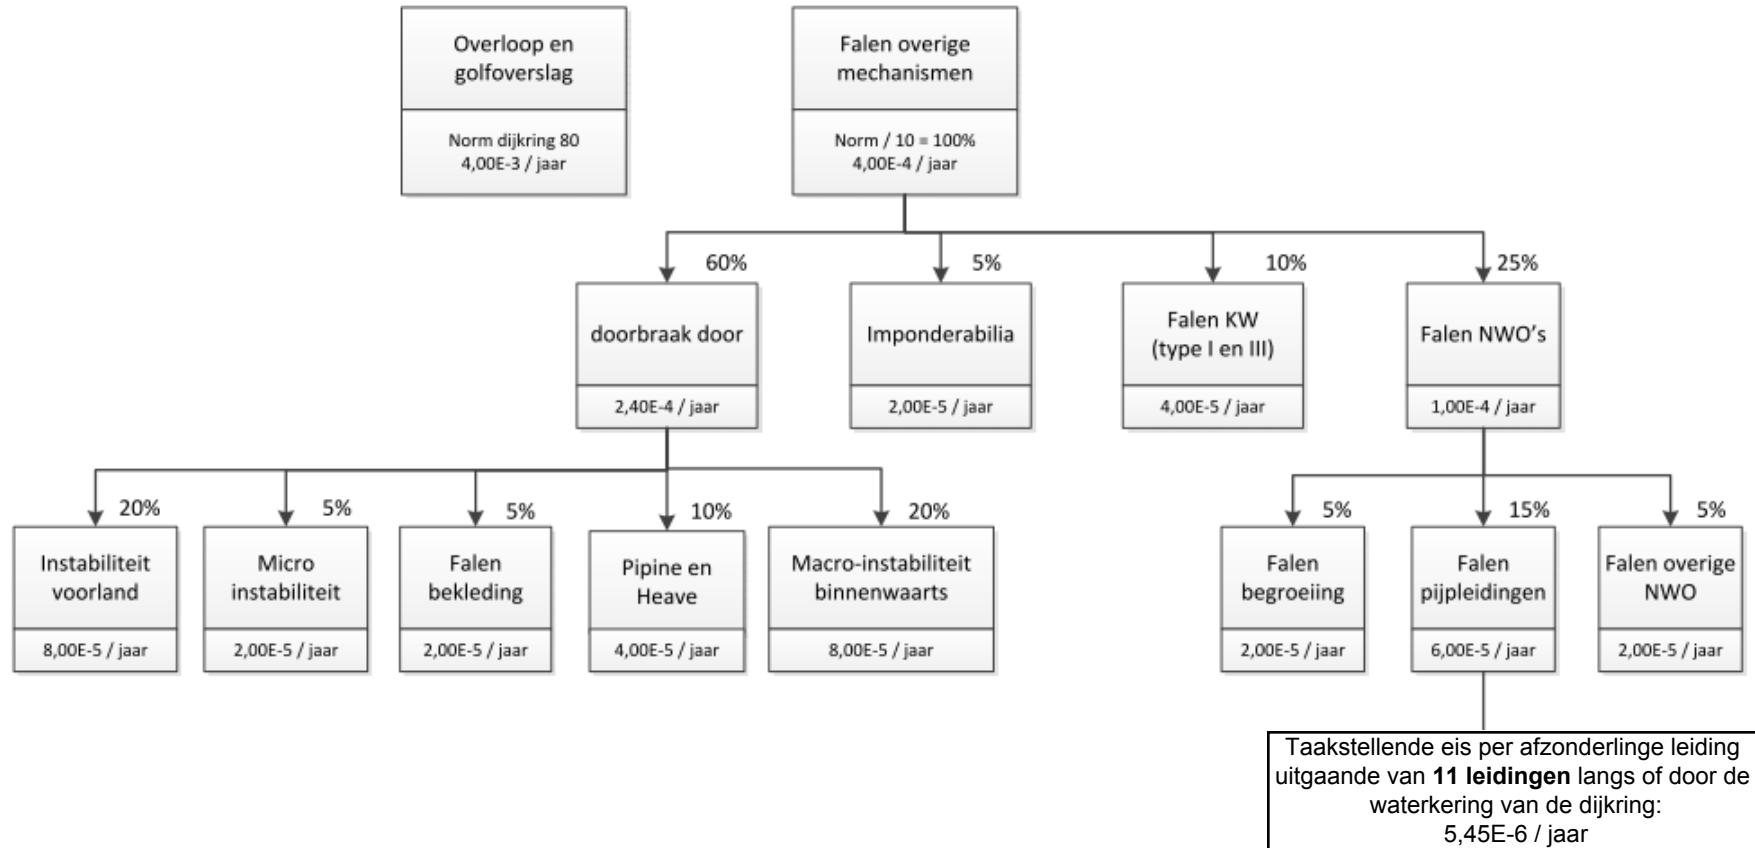 Overloop en
golfoverslag
Norm dijkring 80
4,00E-3 / jaar
Falen overige
mechanismen
Norm / 10 = 100%
4,00E-4 / jaar
60%
5%
10%
25%
doorbraak door
2,40E-4 / jaar
Imponderabilia
2,00E-5 / jaar
Falen KW
(type I en III)
4,00E-5 / jaar
Falen NWO's
1,00E-4 / jaar
20%
5%
5%
10%
20%
5%
15%
5%
Instabiliteit
voorland
8,00E-5 / jaar
Micro
instabiliteit
2,00E-5 / jaar
Falen
bekleding
2,00E-5 / jaar
Pipine en
Heave
4,00E-5 / jaar
Macro-instabiliteit
binnenwaarts
8,00E-5 / jaar
Falen
begroeiing
2,00E-5 / jaar
Falen
pijpleidingen
6,00E-5 / jaar
Falen overige
NWO
2,00E-5 / jaar
Taakstellende eis per afzonderlinge leiding
uitgaande van 11 leidingen langs of door de
waterkering van de dijkring:
5,45E-6 / jaar